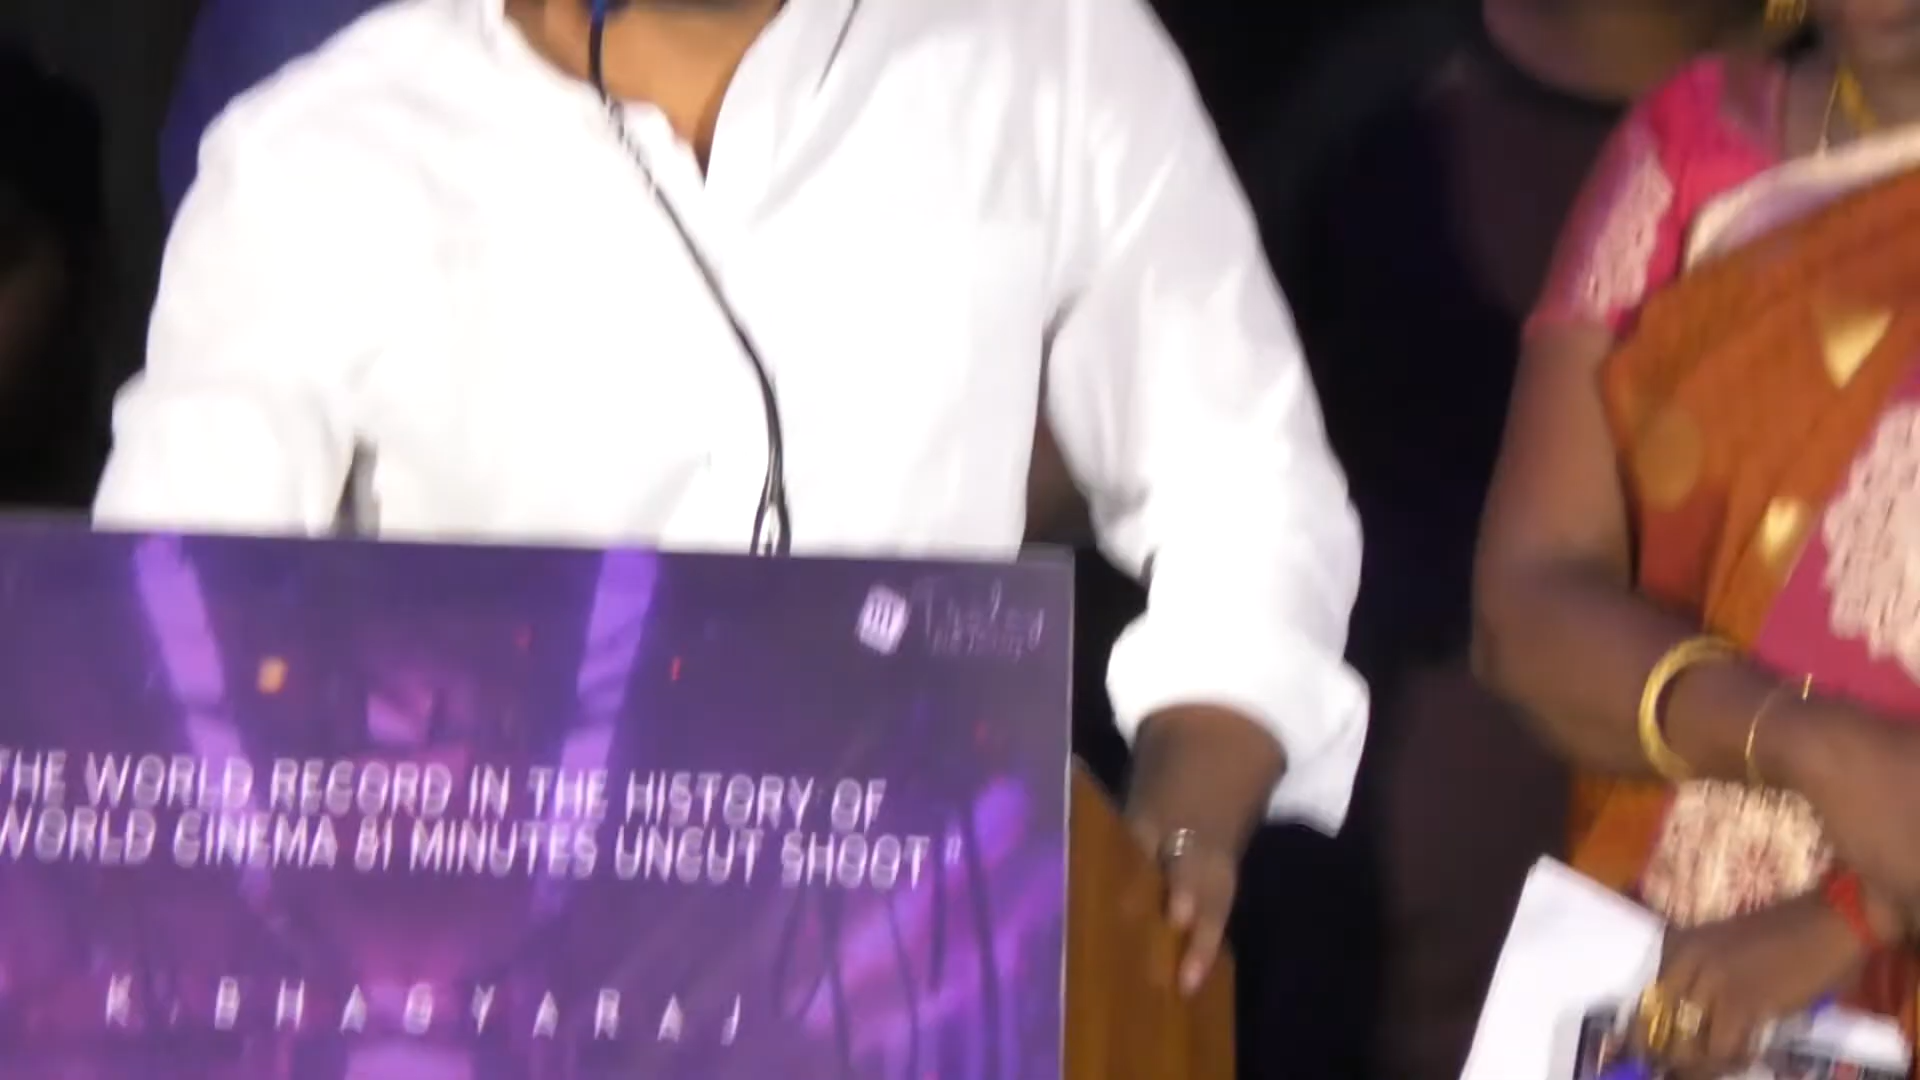 THE WORLD RECORD IN THE HISTORY OF
WORLD CINEMA 81 MINUTES UNCUT SHOOT"
K. BHAGYARAJ